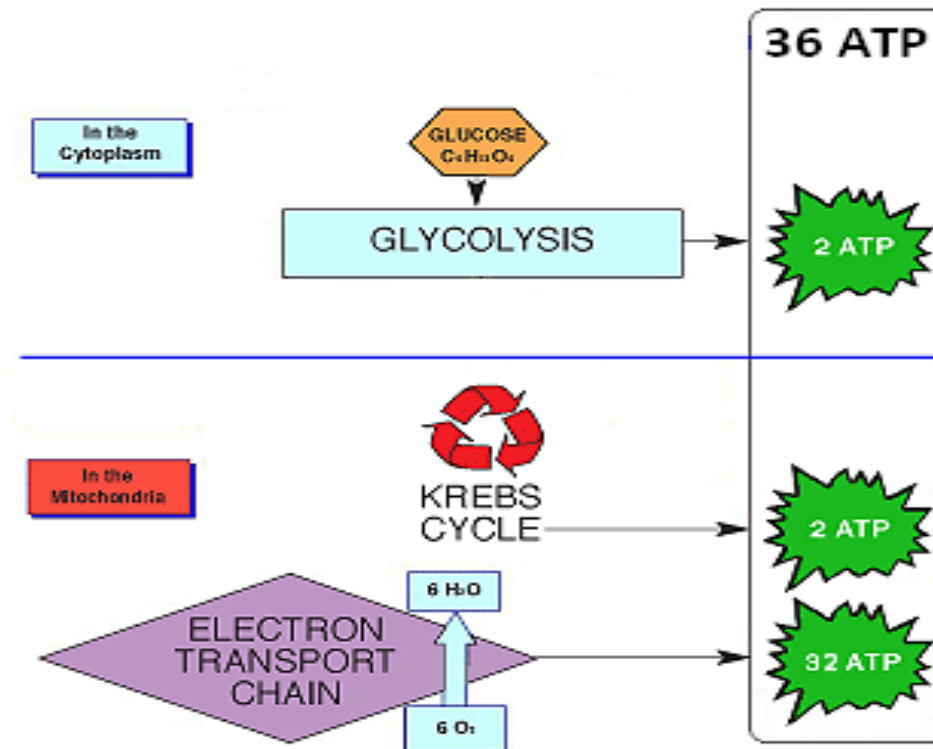 36 ATP
In the
Cytoplasm
GLUCOSE
C₆H₁₂O₆
GLYCOLYSIS
2 ATP
In the
Mitochondria
KREBS
CYCLE
2 ATP
6 H₂O
ELECTRON
TRANSPORT
CHAIN
32 ATP
6 O₂